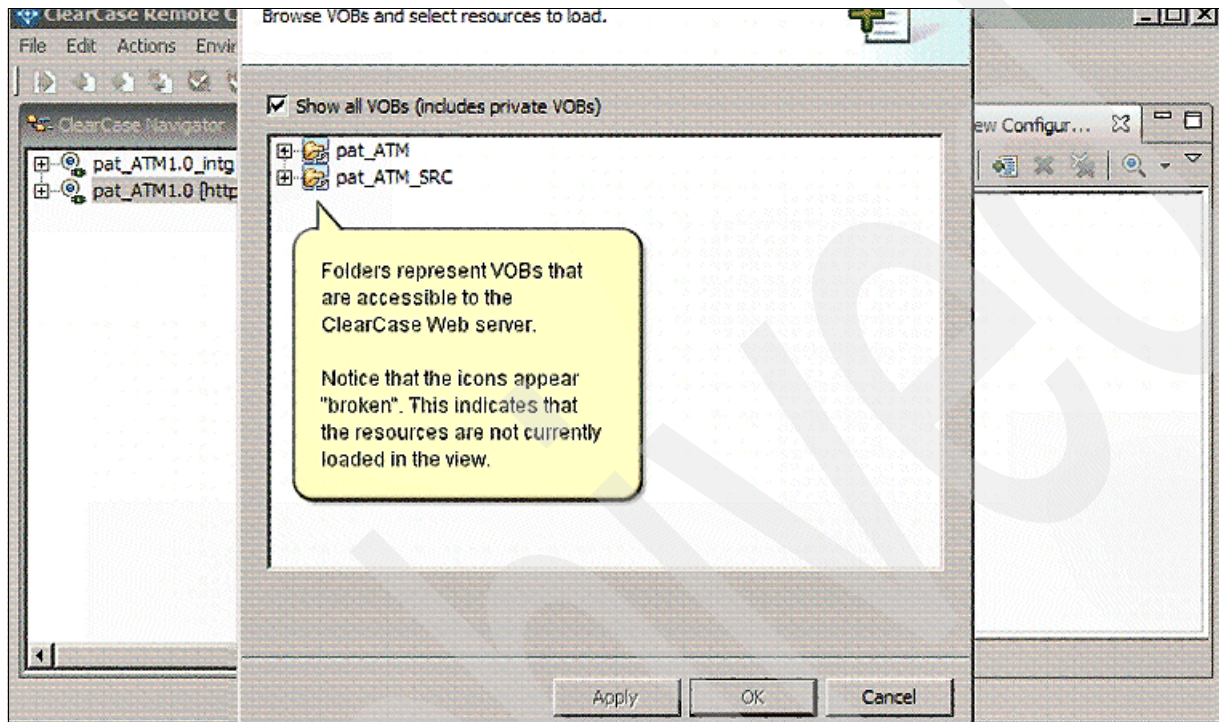 ClearCase Remote C
Browse VOBs and select resources to load.
File Edit Actions Envir
Show all VOBs (includes private VOBs)
ClearCase Navigator
ew Configur...
pat_ATM1.0_intg
pat_ATM1.0 [http
pat_ATM
pat_ATM_SRC
Folders represent VOBs that
are accessible to the
ClearCase Web server.
Notice that the icons appear
"broken". This indicates that
the resources are not currently
loaded in the view.
Apply OK Cancel